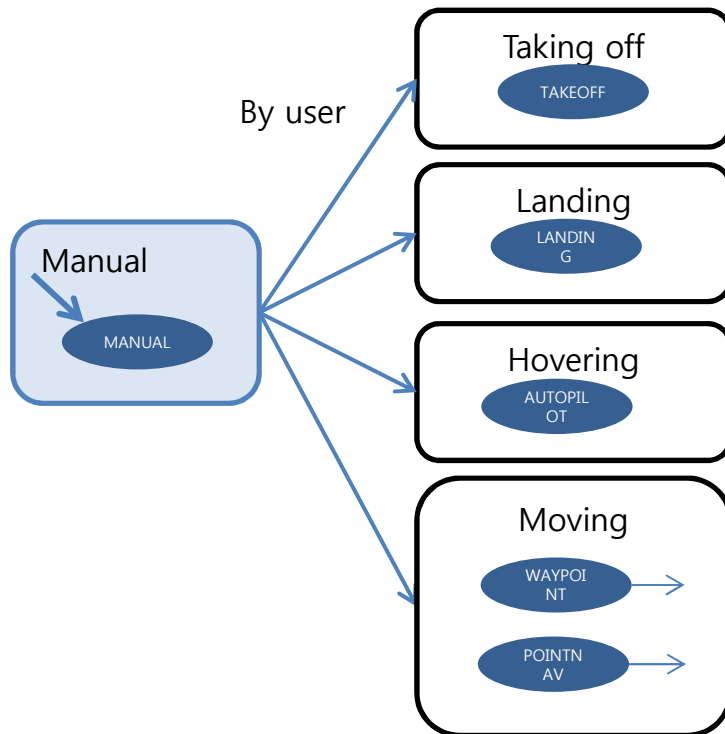 Taking off
TAKEOFF
By user
Landing
LANDIN
G
Manual
MANUAL
Hovering
AUTOPIL
OT
Moving
WAYPOI
NT
POINTN
AV